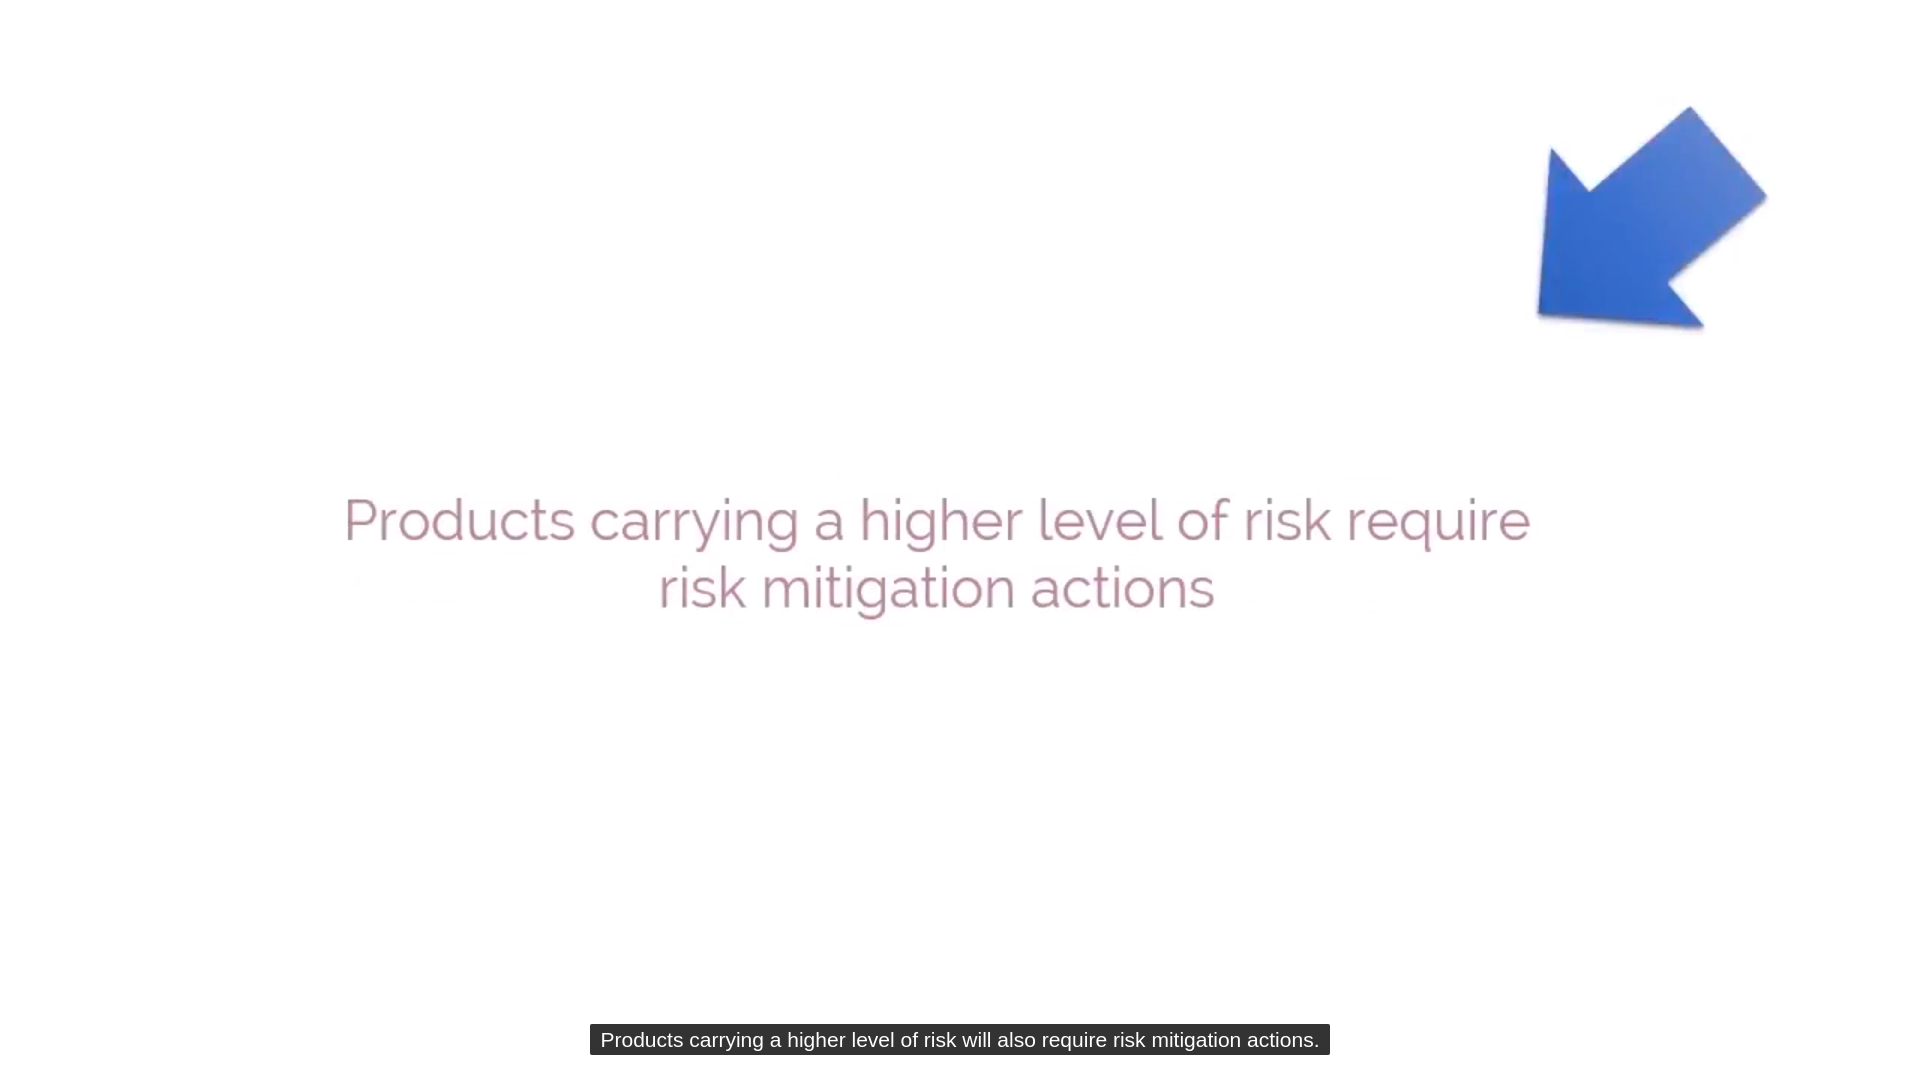 Products carrying a higher level of risk require
risk mitigation actions
Products carrying a higher level of risk will also require risk mitigation actions.